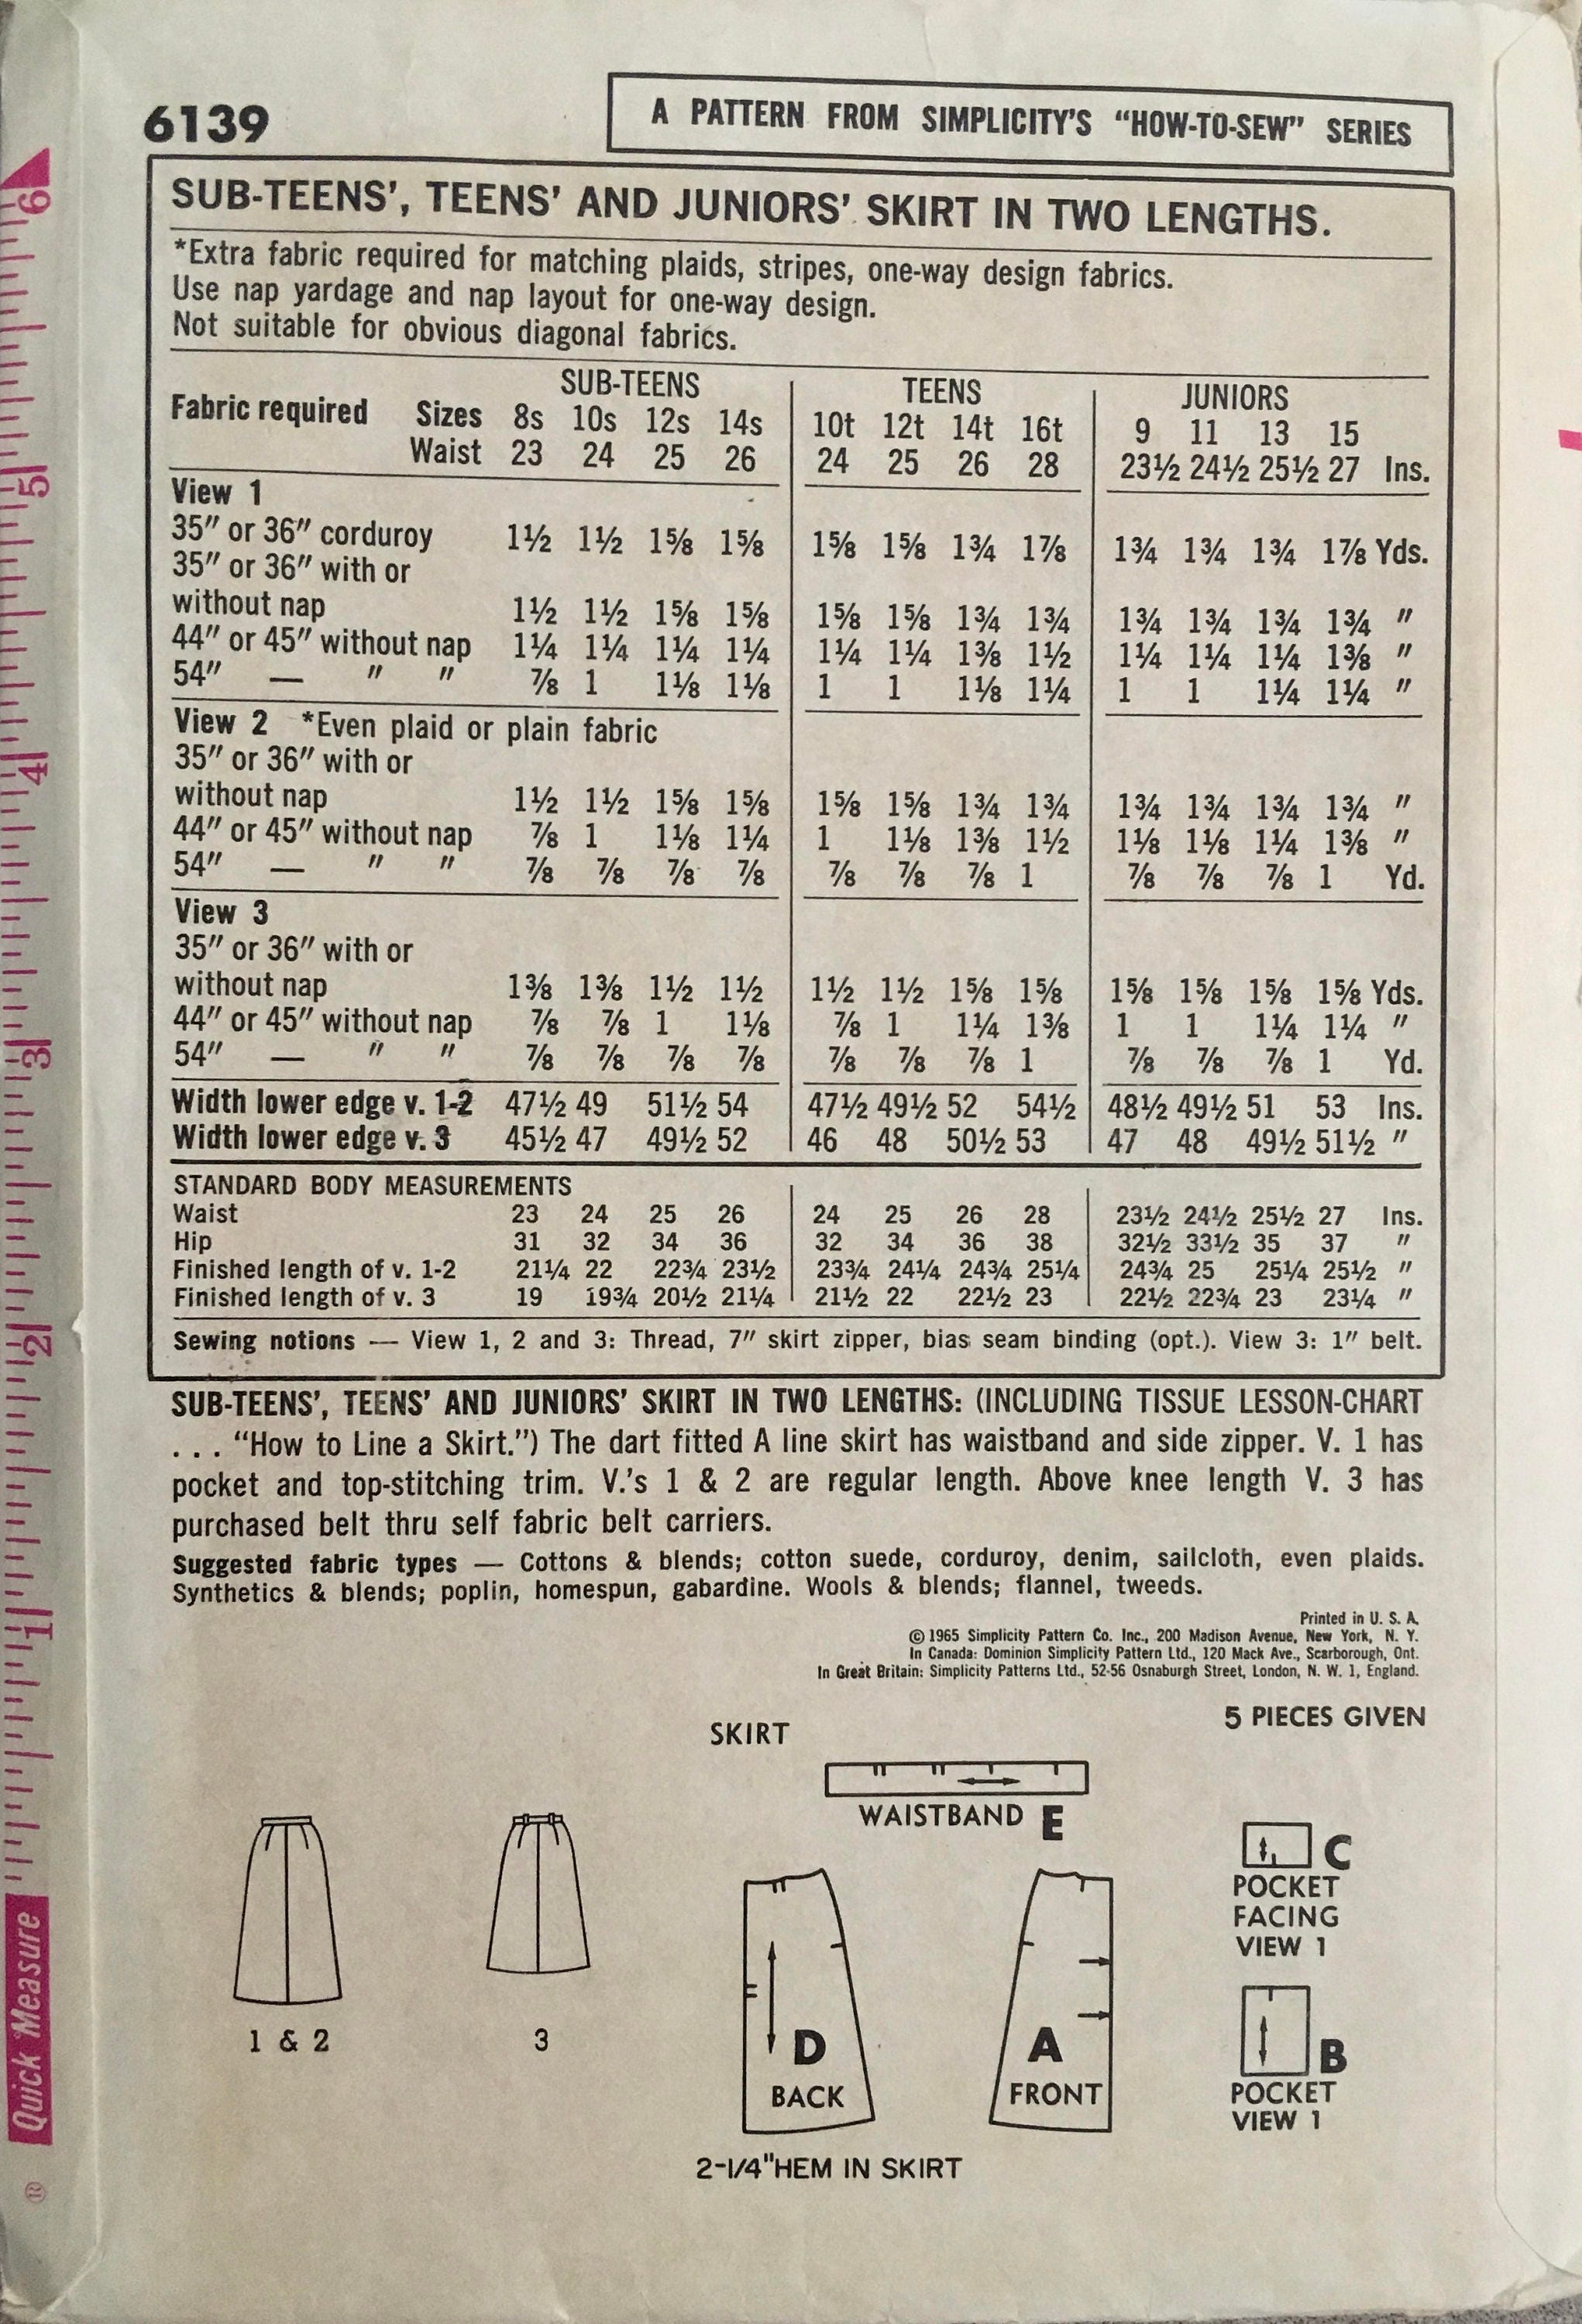 6139
A PATTERN FROM SIMPLICITY'S "HOW-TO-SEW" SERIES
SUB-TEENS', TEENS' AND JUNIORS' SKIRT IN TWO LENGTHS.
*Extra fabric required for matching plaids, stripes, one-way design fabrics.
Use nap yardage and nap layout for one-way design.
Not suitable for obvious diagonal fabrics.
SUB-TEENS TEENS JUNIORS
Fabric required Sizes 8s 10s 12s 14s 10t 12t 14t 16t 9 11 13 15
Waist 23 24 25 26 24 25 26 28 23½ 24½ 25½ 27 Ins.
View 1
35" or 36" corduroy 1½ 1½ 1⅝ 1⅝ 1⅝ 1⅝ 1¾ 1⅞ 1¾ 1¾ 1¾ 1⅞ Yds.
35" or 36" with or
without nap 1½ 1½ 1⅝ 1⅝ 1⅝ 1⅝ 1¾ 1¾ 1¾ 1¾ 1¾ 1¾ "
44" or 45" without nap 1¼ 1¼ 1¼ 1¼ 1¼ 1¼ 1⅜ 1½ 1¼ 1¼ 1¼ 1⅜ "
54" — " " ⅞ 1 1⅛ 1⅛ 1 1 1⅛ 1¼ 1 1 1¼ 1¼ "
View 2 *Even plaid or plain fabric
35" or 36" with or
without nap 1½ 1½ 1⅝ 1⅝ 1⅝ 1⅝ 1¾ 1¾ 1¾ 1¾ 1¾ 1¾ "
44" or 45" without nap ⅞ 1 1⅛ 1¼ 1 1⅛ 1⅜ 1½ 1⅛ 1⅛ 1¼ 1⅜ "
54" — " " ⅞ ⅞ ⅞ ⅞ ⅞ ⅞ ⅞ 1 ⅞ ⅞ ⅞ 1 Yd.
View 3
35" or 36" with or
without nap 1⅜ 1⅜ 1½ 1½ 1½ 1½ 1⅝ 1⅝ 1⅝ 1⅝ 1⅝ 1⅝ Yds.
44" or 45" without nap ⅞ ⅞ 1 1⅛ ⅞ 1 1¼ 1⅜ 1 1 1¼ 1¼ "
54" — " " ⅞ ⅞ ⅞ ⅞ ⅞ ⅞ ⅞ 1 ⅞ ⅞ ⅞ 1 Yd.
Width lower edge v. 1-2 47½ 49 51½ 54 47½ 49½ 52 54½ 48½ 49½ 51 53 Ins.
Width lower edge v. 3 45½ 47 49½ 52 46 48 50½ 53 47 48 49½ 51½ "
STANDARD BODY MEASUREMENTS
Waist 23 24 25 26 24 25 26 28 23½ 24½ 25½ 27 Ins.
Hip 31 32 34 36 32 34 36 38 32½ 33½ 35 37 "
Finished length of v. 1-2 21¼ 22 22¾ 23½ 23¾ 24¼ 24¾ 25¼ 24¾ 25 25¼ 25½ "
Finished length of v. 3 19 19¾ 20½ 21¼ 21½ 22 22½ 23 22½ 22¾ 23 23¼ "
Sewing notions — View 1, 2 and 3: Thread, 7" skirt zipper, bias seam binding (opt.). View 3: 1" belt.
SUB-TEENS', TEENS' AND JUNIORS' SKIRT IN TWO LENGTHS: (INCLUDING TISSUE LESSON-CHART
. . . "How to Line a Skirt.") The dart fitted A line skirt has waistband and side zipper. V. 1 has
pocket and top-stitching trim. V.'s 1 & 2 are regular length. Above knee length V. 3 has
purchased belt thru self fabric belt carriers.
Suggested fabric types — Cottons & blends; cotton suede, corduroy, denim, sailcloth, even plaids.
Synthetics & blends; poplin, homespun, gabardine. Wools & blends; flannel, tweeds.
Printed in U. S. A.
© 1965 Simplicity Pattern Co. Inc., 200 Madison Avenue, New York, N. Y.
In Canada: Dominion Simplicity Pattern Ltd., 120 Mack Ave., Scarborough, Ont.
In Great Britain: Simplicity Patterns Ltd., 52-56 Osnaburgh Street, London, N. W. 1, England.
5 PIECES GIVEN
SKIRT
WAISTBAND E
C
POCKET
FACING
VIEW 1
1 & 2
3
D
BACK
A
FRONT
B
POCKET
VIEW 1
2-1/4"HEM IN SKIRT
6
5
4
3
2
1
Quick Measure
®